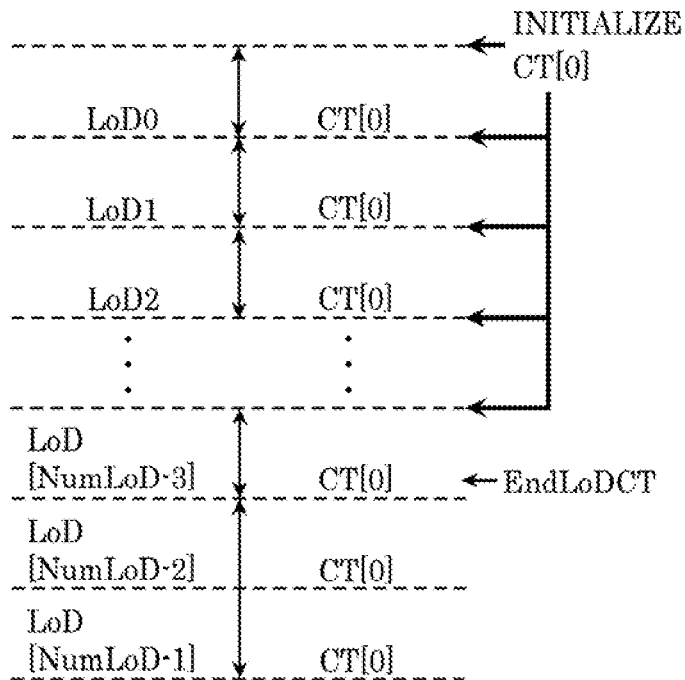 INITIALIZE
CT[0]
LoD0 CT[0]
LoD1 CT[0]
LoD2 CT[0]
LoD
[NumLoD-3] CT[0] EndLoDCT
LoD
[NumLoD-2] CT[0]
LoD
[NumLoD-1] CT[0]